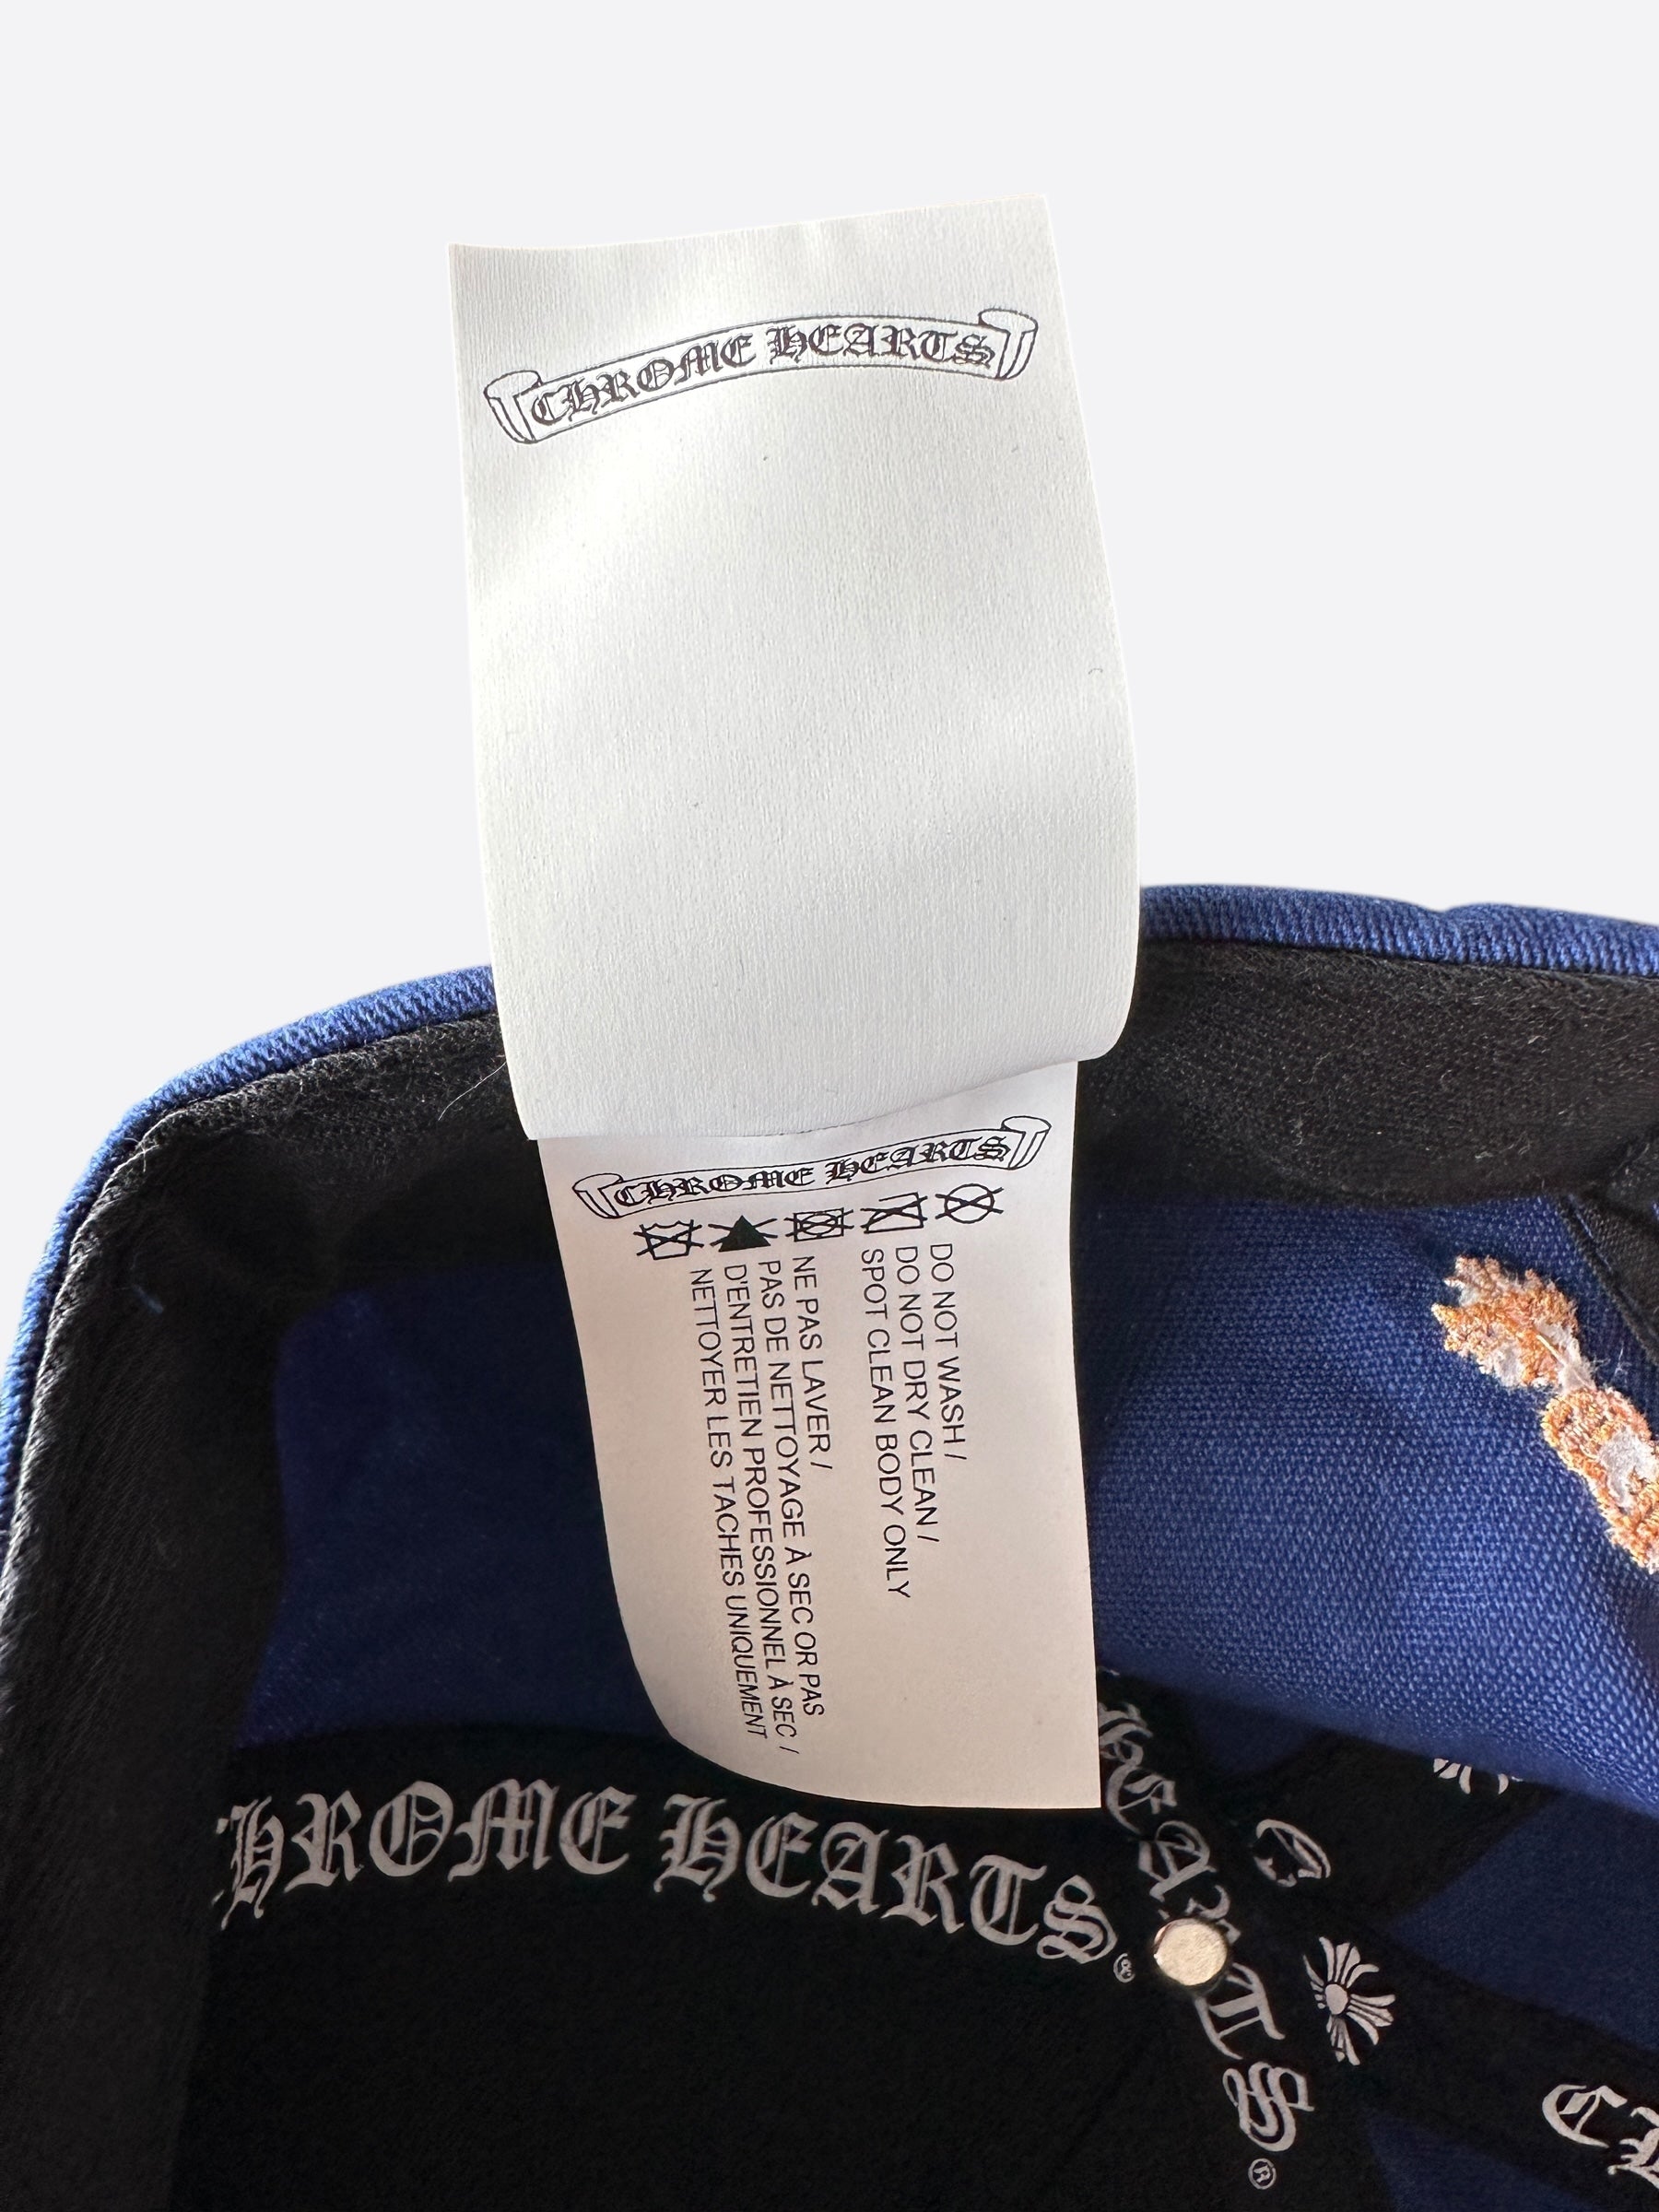 CHROME HEARTS
CHROME HEARTS
DO NOT WASH /
DO NOT DRY CLEAN /
SPOT CLEAN BODY ONLY
NE PAS LAVER /
PAS DE NETTOYAGE À SEC OR PAS
D'ENTRETIEN PROFESSIONNEL À SEC /
NETTOYER LES TACHES UNIQUEMENT
HROME HEARTS®
HEARTS®
C